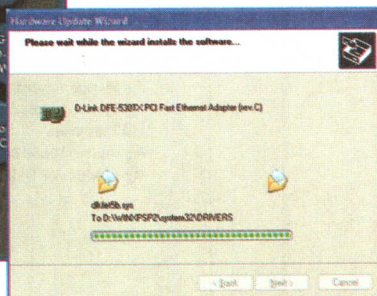 Hardware Update Wizard
Please wait while the wizard installs the software...
D-Link DFE-530TX PCI Fast Ethernet Adapter (rev.C)
dlkfet5b.sys
To D:\WINXPSP2\system32\DRIVERS
< Back
Next >
Cancel